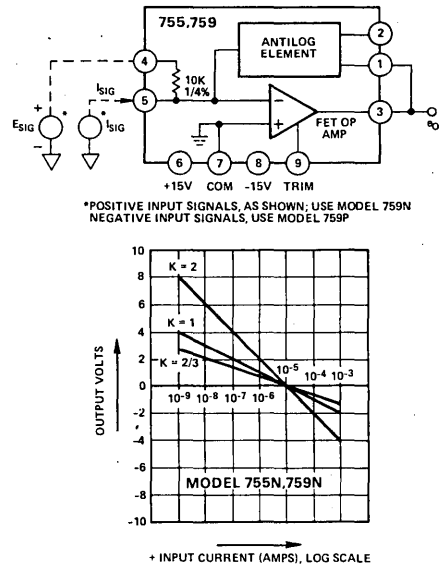 755,759
ANTILOG
ELEMENT
2
1
4
10K
1/4%
I_SIG
5
−
+
3
e_O
FET OP
AMP
+
E_SIG
−
*
*
I_SIG
6
7
8
9
+15V COM -15V TRIM
*POSITIVE INPUT SIGNALS, AS SHOWN; USE MODEL 759N
NEGATIVE INPUT SIGNALS, USE MODEL 759P
10
8
6
4
2
0
-2
-4
-6
-8
-10
K = 2
K = 1
K = 2/3
10^-9 10^-8 10^-7 10^-6 10^-5 10^-4 10^-3
OUTPUT VOLTS
MODEL 755N,759N
+ INPUT CURRENT (AMPS), LOG SCALE